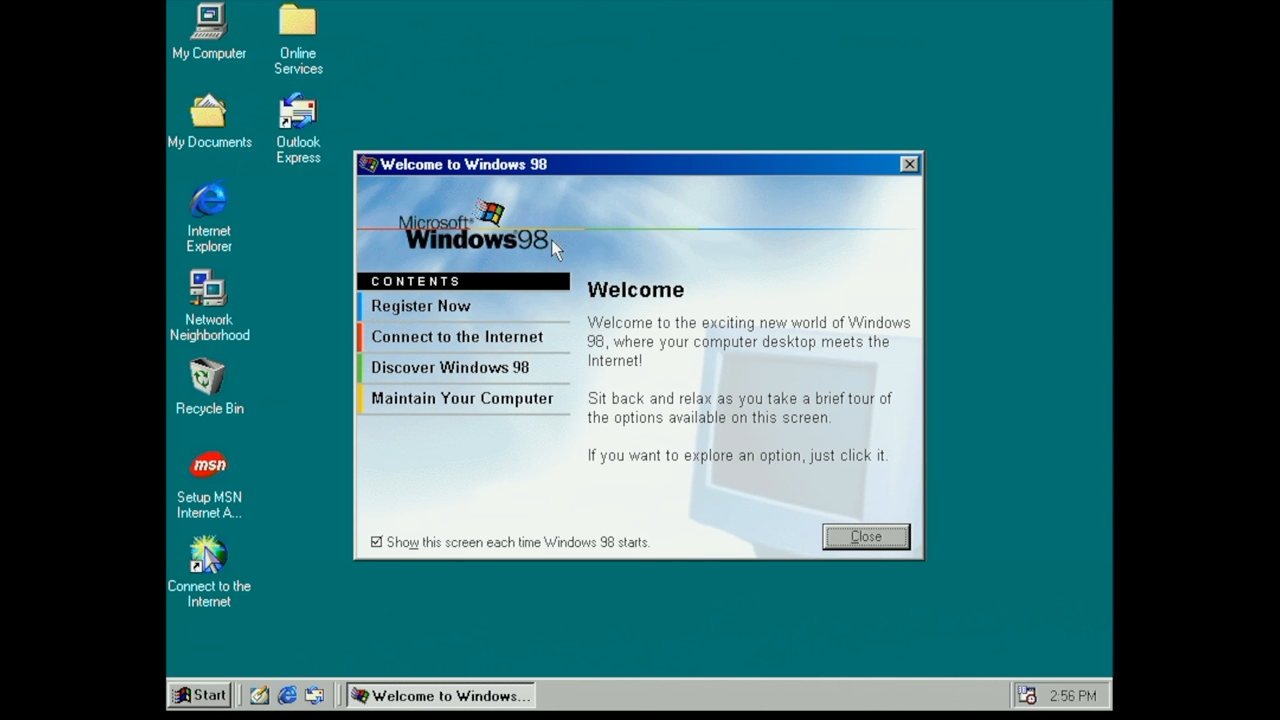 My Computer
Online
Services
My Documents
Outlook
Express
Internet
Explorer
Network
Neighborhood
Recycle Bin
msn
Setup MSN
Internet A...
Connect to the
Internet
Welcome to Windows 98
Microsoft®
Windows 98
CONTENTS
Register Now
Connect to the Internet
Discover Windows 98
Maintain Your Computer
Welcome
Welcome to the exciting new world of Windows
98, where your computer desktop meets the
Internet!
Sit back and relax as you take a brief tour of
the options available on this screen.
If you want to explore an option, just click it.
Show this screen each time Windows 98 starts.
Close
Start
Welcome to Windows...
2:56 PM